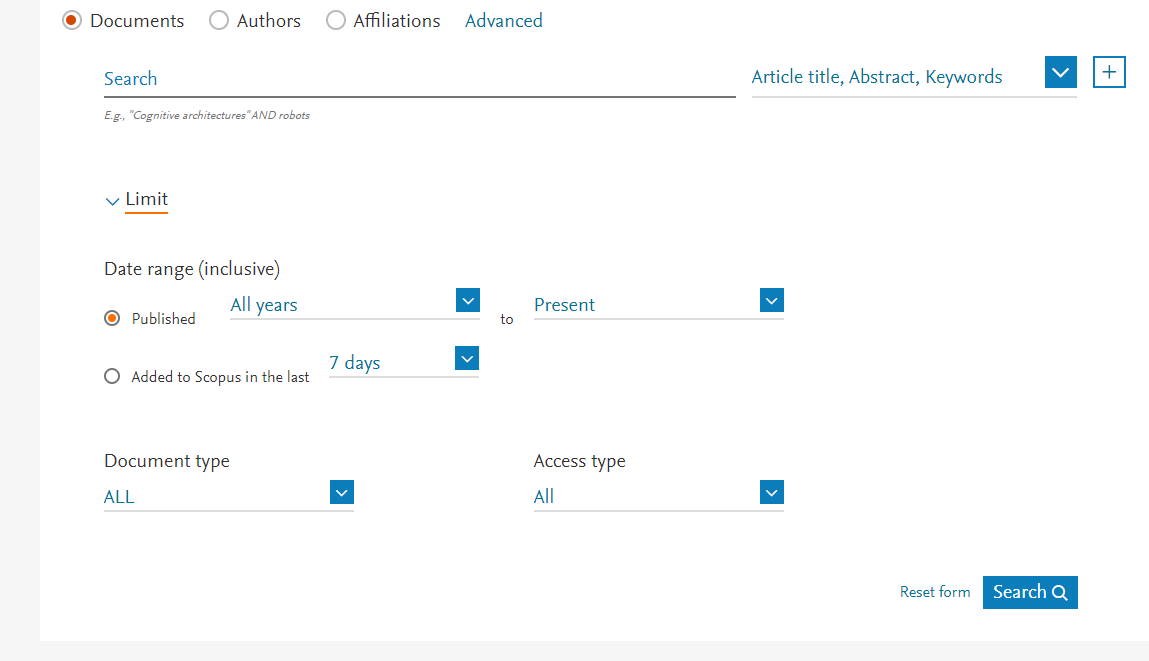 Documents Authors Affiliations Advanced
Search
Article title, Abstract, Keywords
E.g., "Cognitive architectures" AND robots
Limit
Date range (inclusive)
Published All years to Present
Added to Scopus in the last 7 days
Document type Access type
ALL All
Reset form Search